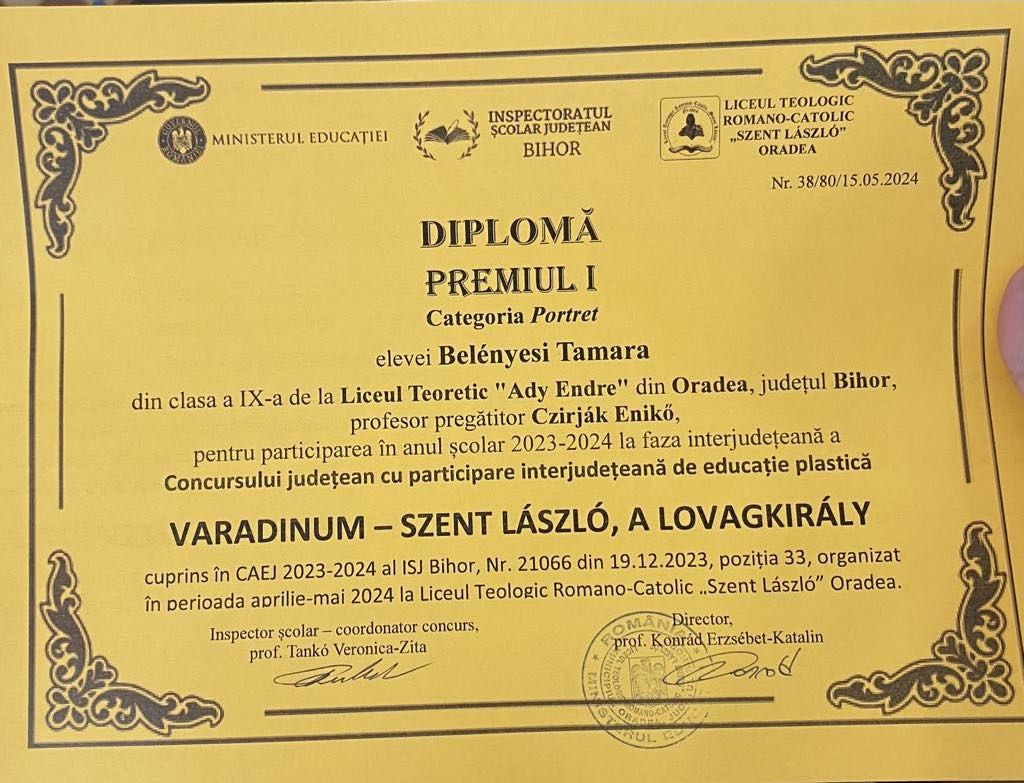 MINISTERUL EDUCAȚIEI
GUVERNUL ROMÂNIEI
INSPECTORATUL
ȘCOLAR JUDEȚEAN
BIHOR
LICEUL TEOLOGIC
ROMANO-CATOLIC
„SZENT LÁSZLÓ”
ORADEA
Nr. 38/80/15.05.2024
DIPLOMĂ
PREMIUL I
Categoria Portret
elevei Belényesi Tamara
din clasa a IX-a de la Liceul Teoretic "Ady Endre" din Oradea, județul Bihor,
profesor pregătitor Czirják Enikő,
pentru participarea în anul școlar 2023-2024 la faza interjudețeană a
Concursului județean cu participare interjudețeană de educație plastică
VARADINUM – SZENT LÁSZLÓ, A LOVAGKIRÁLY
cuprins în CAEJ 2023-2024 al ISJ Bihor, Nr. 21066 din 19.12.2023, poziția 33, organizat
în perioada aprilie-mai 2024 la Liceul Teologic Romano-Catolic „Szent László” Oradea.
Inspector școlar – coordonator concurs,
prof. Tankó Veronica-Zita
Director,
prof. Konrád Erzsébet-Katalin
ROMÂNIA